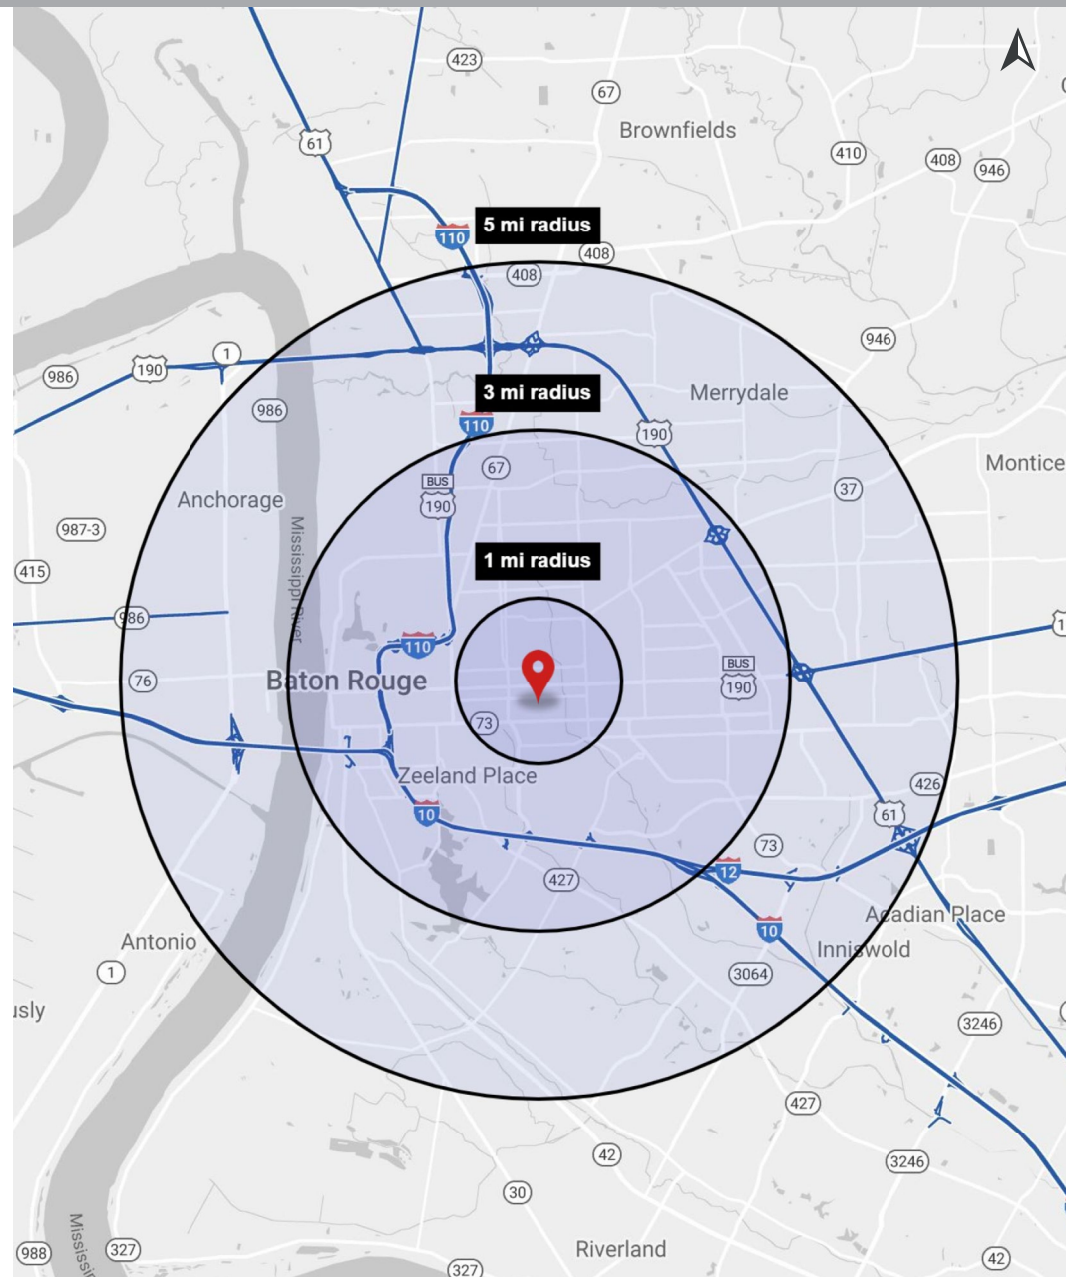 423
67
Brownfields
61
410
408
946
5 mi radius
110
408
408
946
1
190
986
986
3 mi radius
Merrydale
110
190
67
Montice
BUS
190
37
Anchorage
987-3
Mississippi River
1 mi radius
415
986
110
76
Baton Rouge
BUS
190
73
Zeeland Place
426
10
61
73
12
427
Acadian Place
10
Inniswold
Antonio
1
3064
usly
3246
427
42
3246
30
Mississip
988
327
Riverland
327
42